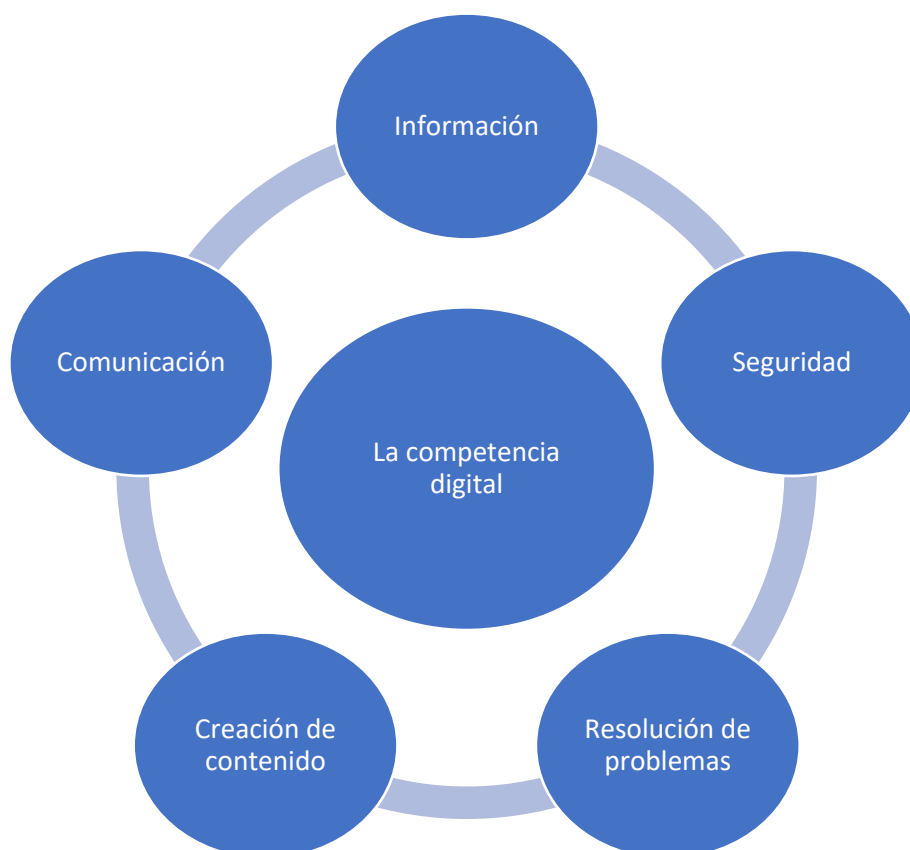 Información
Comunicación
Seguridad
La competencia
digital
Creación de
contenido
Resolución de
problemas